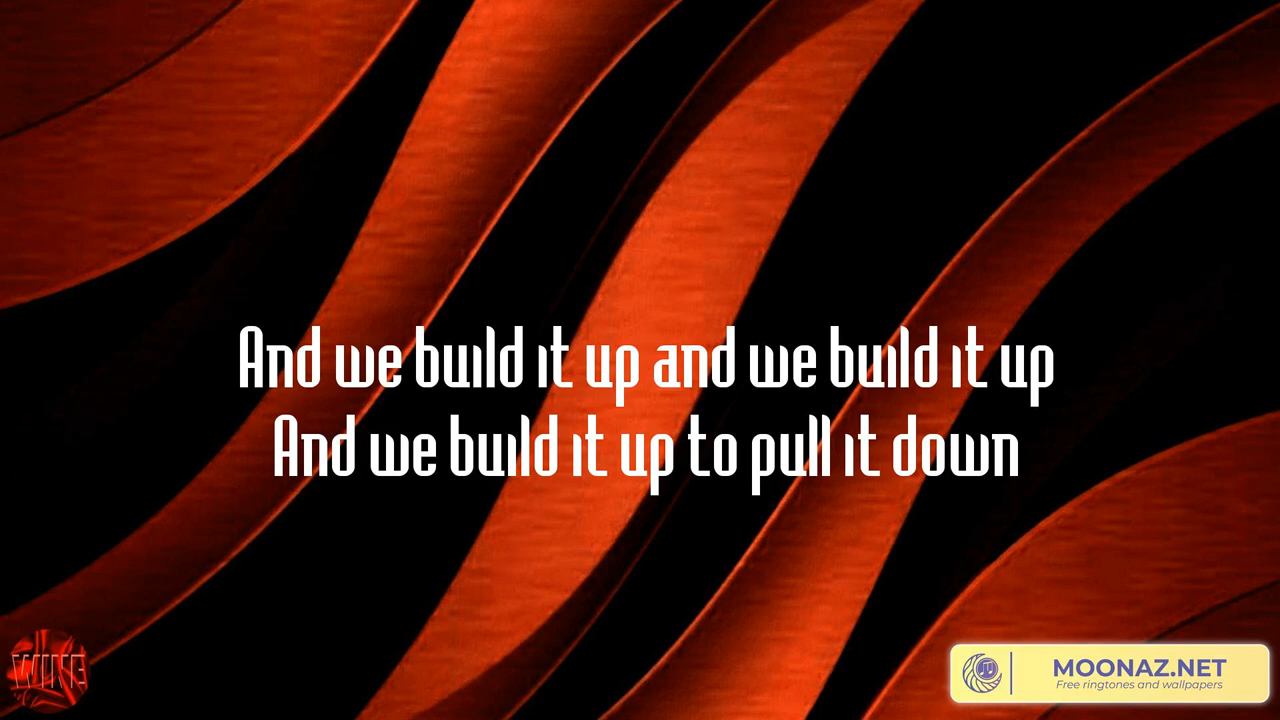 And we build it up and we build it up
And we build it up to pull it down
WING
MOONAZ.NET
Free ringtones and wallpapers